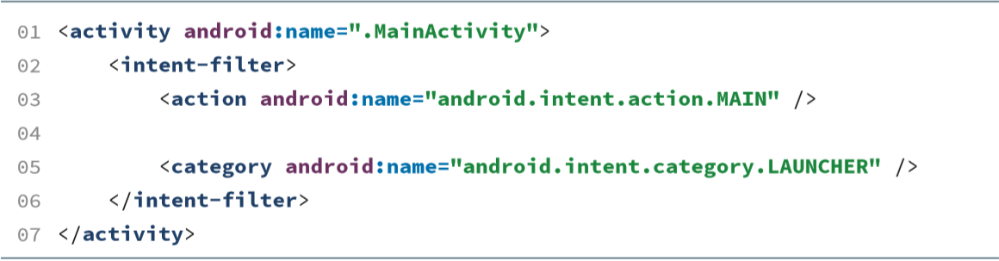 01 <activity android:name=".MainActivity">
02     <intent-filter>
03         <action android:name="android.intent.action.MAIN" />
04
05         <category android:name="android.intent.category.LAUNCHER" />
06     </intent-filter>
07 </activity>